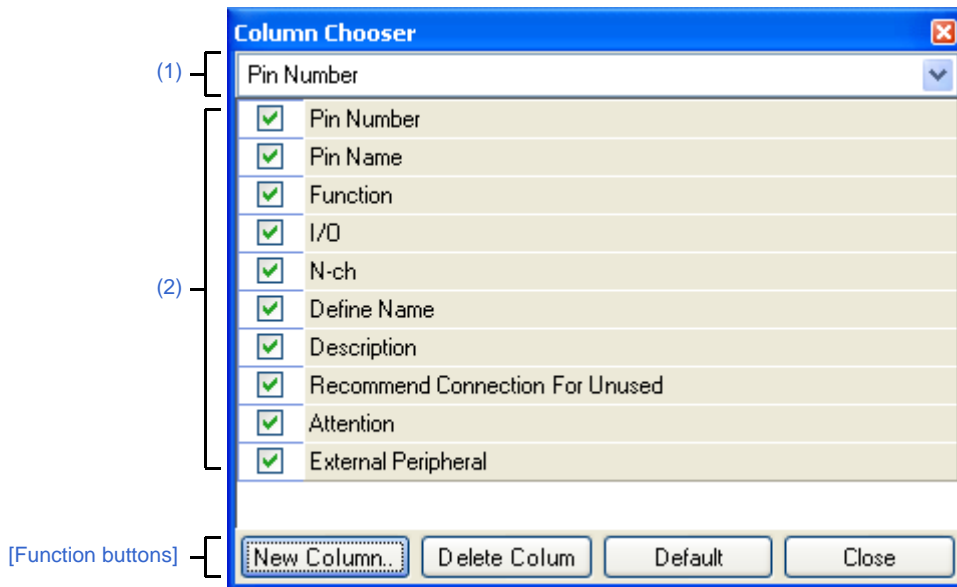 Column Chooser
(1)
Pin Number
(2)
Pin Number
Pin Name
Function
I/O
N-ch
Define Name
Description
Recommend Connection For Unused
Attention
External Peripheral
[Function buttons]
New Column..
Delete Colum
Default
Close